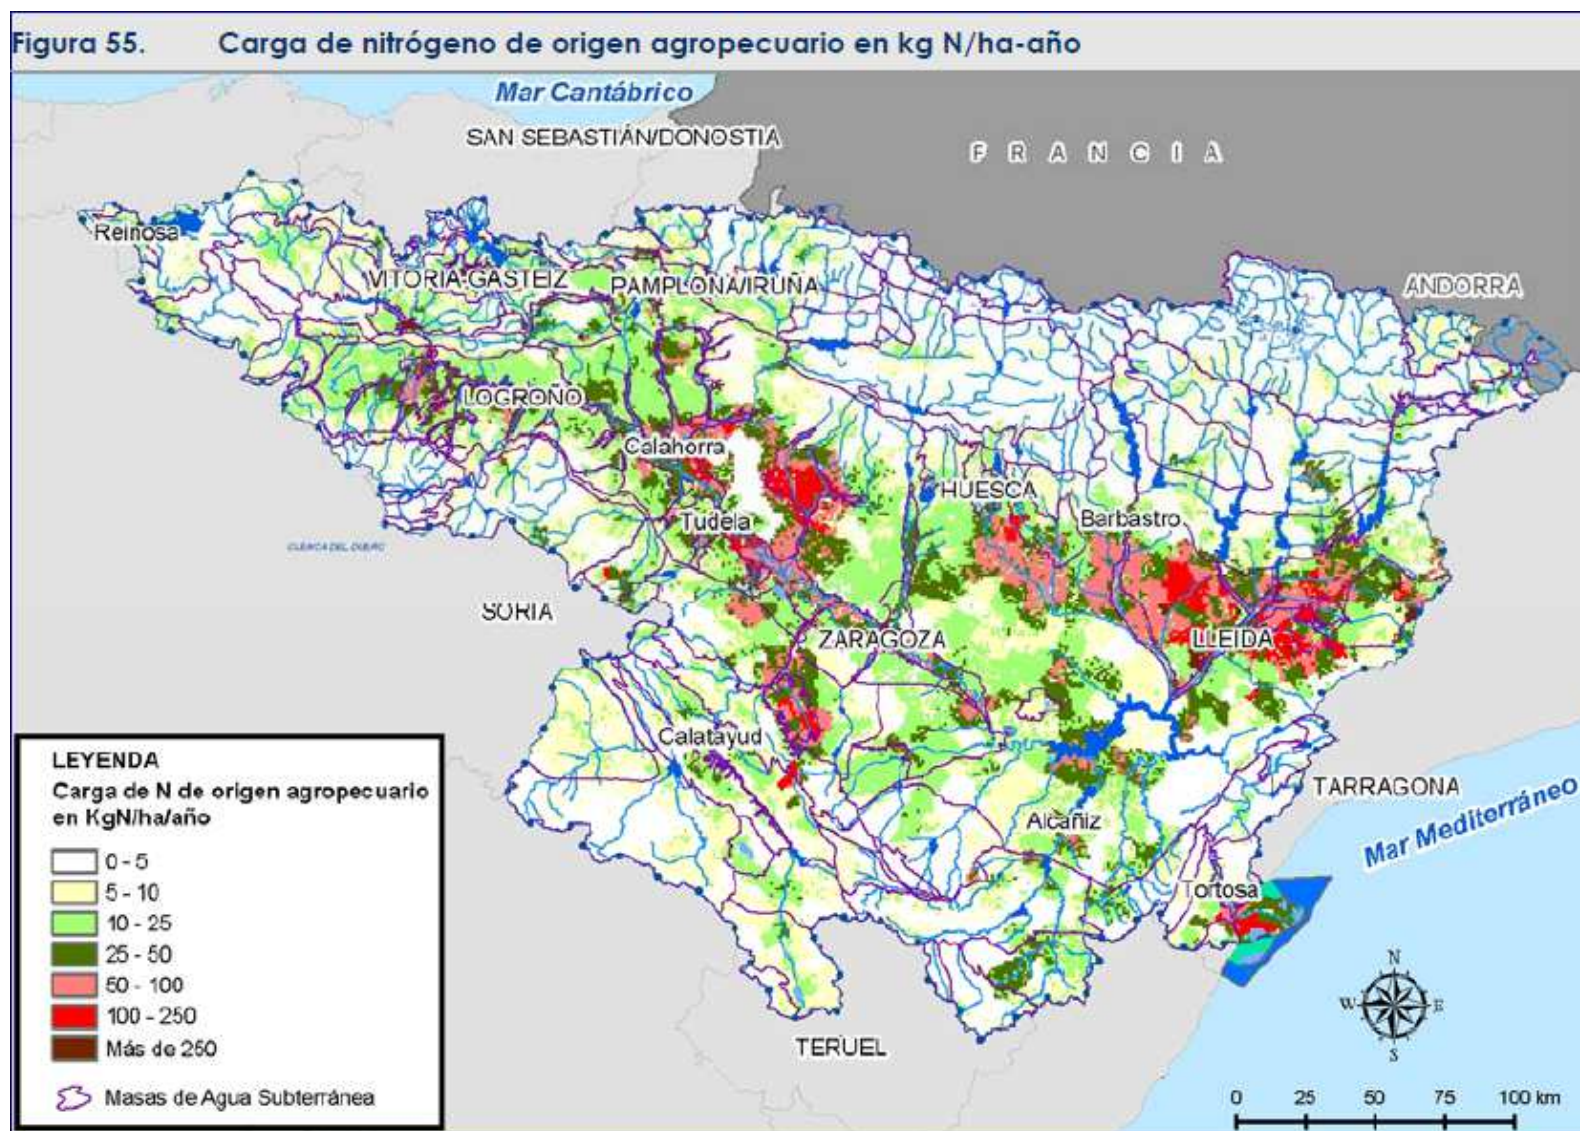 Figura 55. Carga de nitrógeno de origen agropecuario en kg N/ha-año
Mar Cantábrico
SAN SEBASTIÁN/DONOSTIA
F R A N C I A
Reinosa
VITORIA-GASTEIZ
PAMPLONA/IRUÑA
ANDORRA
LOGROÑO
Calahorra
HUESCA
Barbastro
Tudela
CUENCA DEL DUERO
SORIA
ZARAGOZA
LLEIDA
Calatayud
TARRAGONA
Mar Mediterráneo
Alcañiz
Tortosa
TERUEL
LEYENDA
Carga de N de origen agropecuario
en KgN/ha/año
0 - 5
5 - 10
10 - 25
25 - 50
50 - 100
100 - 250
Más de 250
Masas de Agua Subterránea
N
W E
S
0 25 50 75 100 km